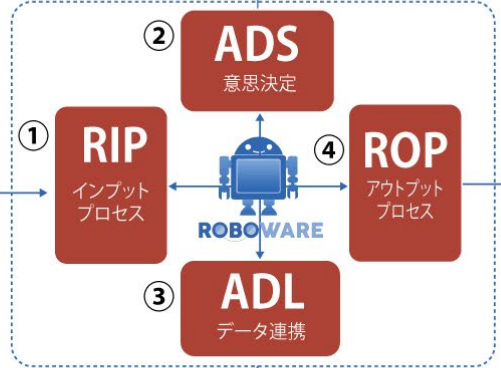 ②
ADS
意思決定
①
RIP
インプット
プロセス
④
ROP
アウトプット
プロセス
ROBOWARE
③
ADL
データ連携